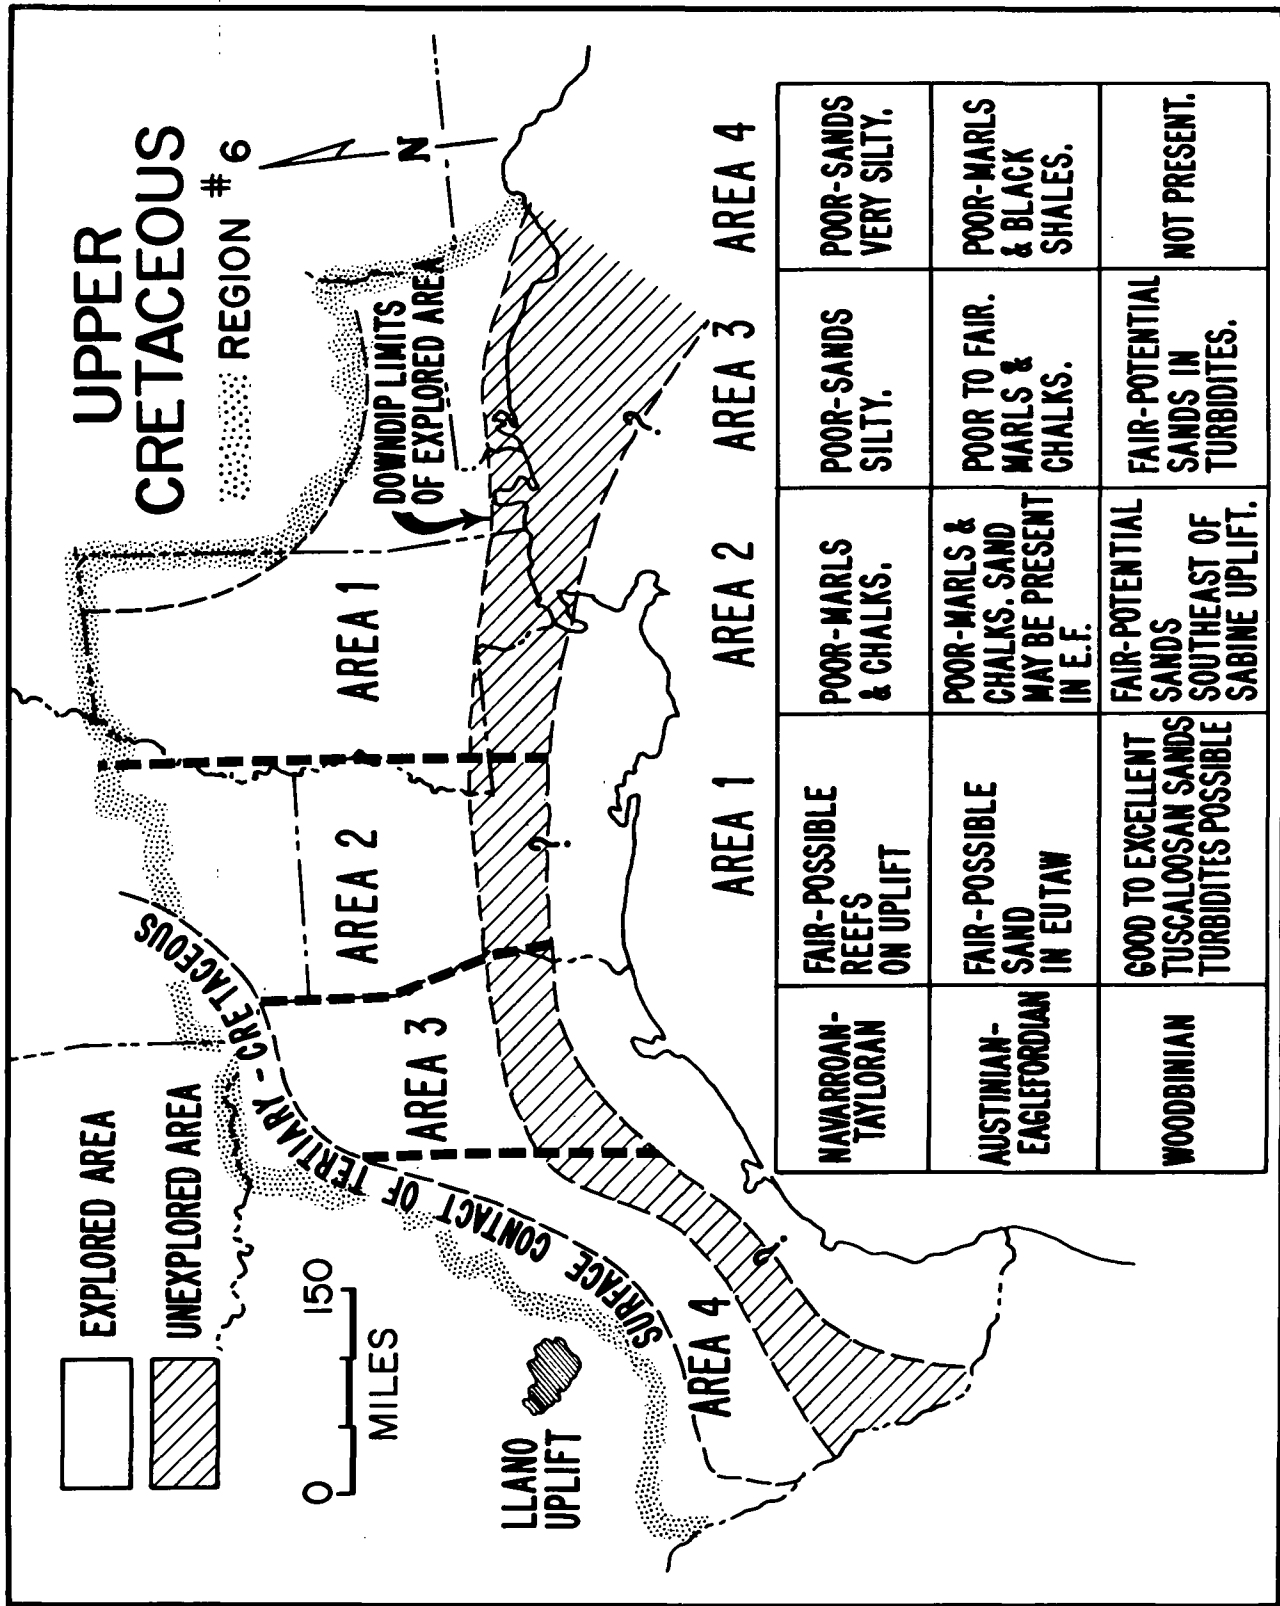 UPPER
CRETACEOUS
REGION #6
N
EXPLORED AREA
UNEXPLORED AREA
0 150
MILES
LLANO
UPLIFT
SURFACE CONTACT OF TERTIARY - CRETACEOUS
DOWNDIP LIMITS
OF EXPLORED AREA
AREA 4
AREA 3
AREA 2
AREA 1
?
?
?
AREA 1 AREA 2 AREA 3 AREA 4
NAVARROAN-
TAYLORAN
FAIR-POSSIBLE
REEFS
ON UPLIFT
POOR-MARLS
& CHALKS.
POOR-SANDS
SILTY.
POOR-SANDS
VERY SILTY.
AUSTINIAN-
EAGLEFORDIAN
FAIR-POSSIBLE
SAND
IN EUTAW
POOR-MARLS &
CHALKS. SAND
MAY BE PRESENT
IN E.F.
POOR TO FAIR.
MARLS &
CHALKS.
POOR-MARLS
& BLACK
SHALES.
WOODBINIAN
GOOD TO EXCELLENT
TUSCALOOSAN SANDS
TURBIDITES POSSIBLE
FAIR-POTENTIAL
SANDS
SOUTHEAST OF
SABINE UPLIFT.
FAIR-POTENTIAL
SANDS IN
TURBIDITES.
NOT PRESENT.